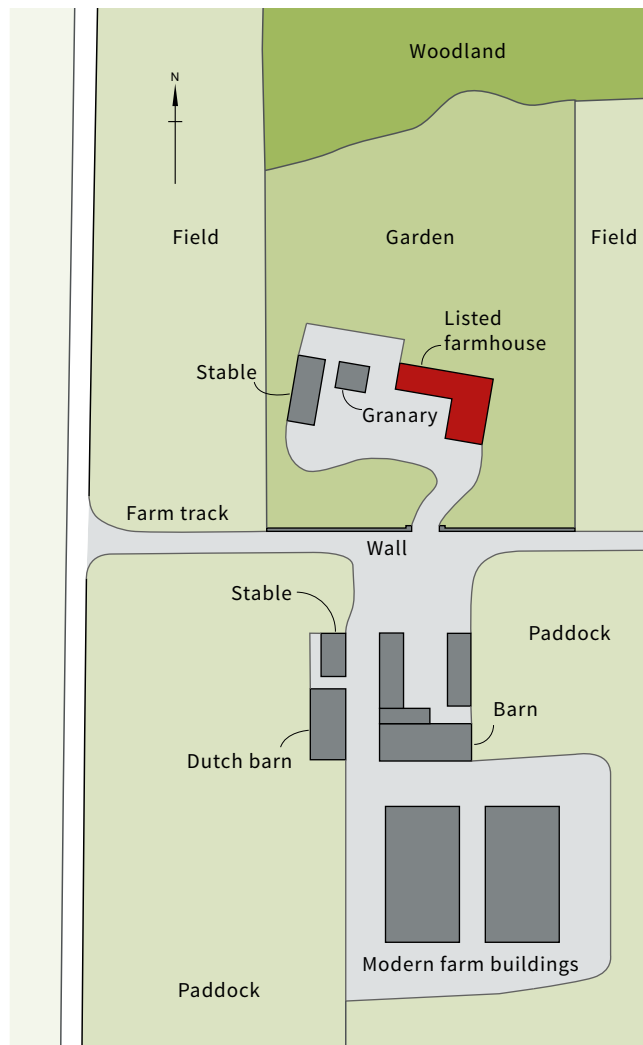 Woodland
N
Field
Garden
Field
Listed
farmhouse
Stable
Granary
Farm track
Wall
Stable
Paddock
Barn
Dutch barn
Modern farm buildings
Paddock